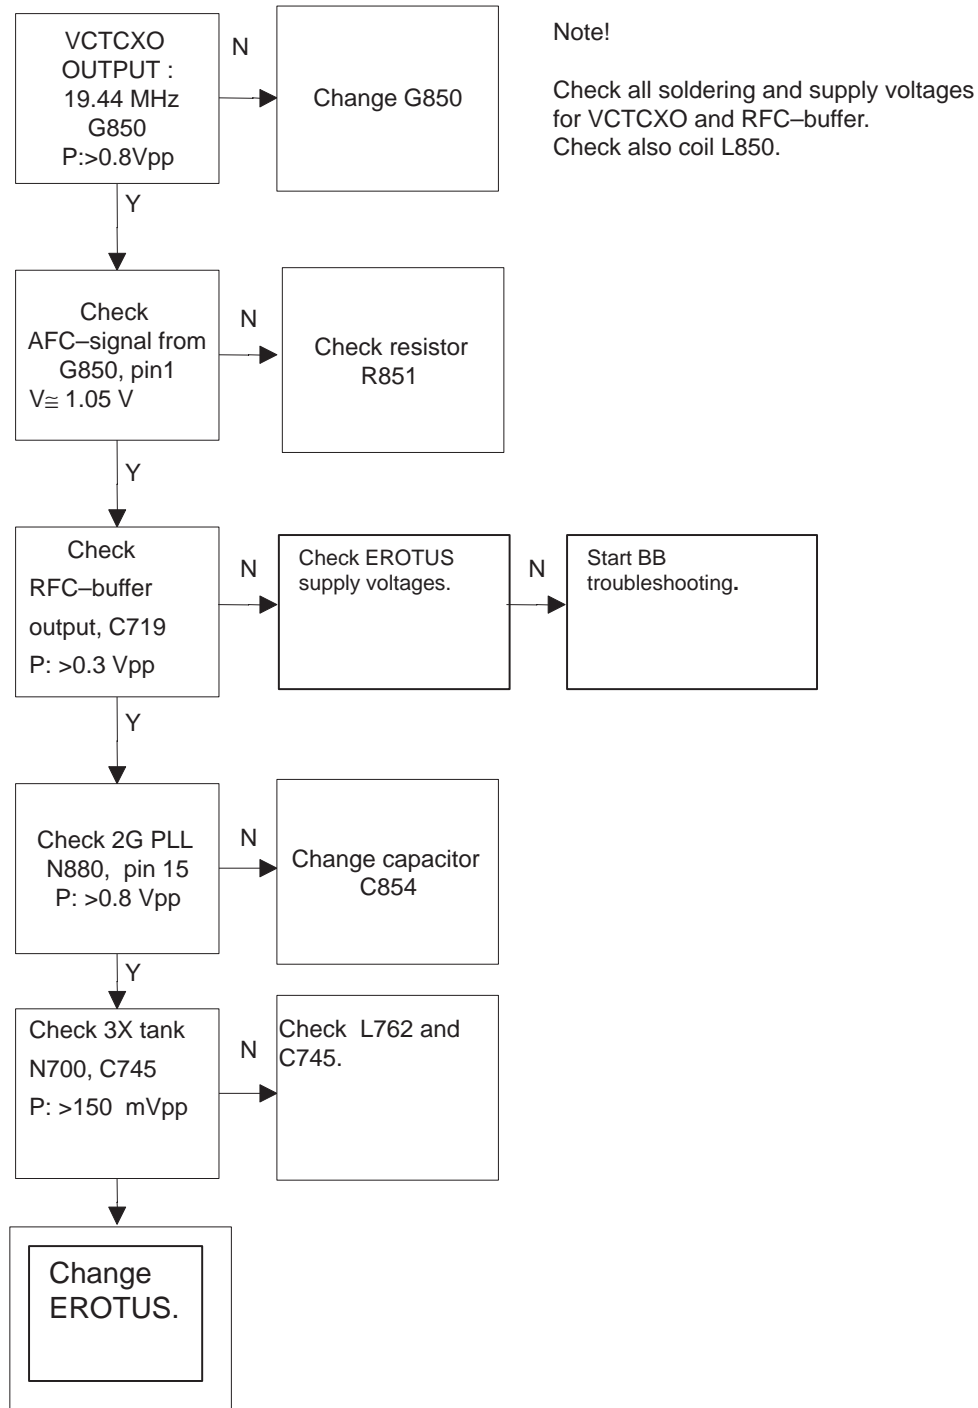 VCTCXO
OUTPUT :
19.44 MHz
G850
P:>0.8Vpp
N
Change G850
Note!
Check all soldering and supply voltages
for VCTCXO and RFC–buffer.
Check also coil L850.
Y
Check
AFC–signal from
G850, pin1
V≅ 1.05 V
N
Check resistor
R851
Y
Check
RFC–buffer
output, C719
P: >0.3 Vpp
N
Check EROTUS
supply voltages.
N
Start BB
troubleshooting.
Y
Check 2G PLL
N880, pin 15
P: >0.8 Vpp
N
Change capacitor
C854
Y
Check 3X tank
N700, C745
P: >150 mVpp
N
Check L762 and
C745.
Change
EROTUS.